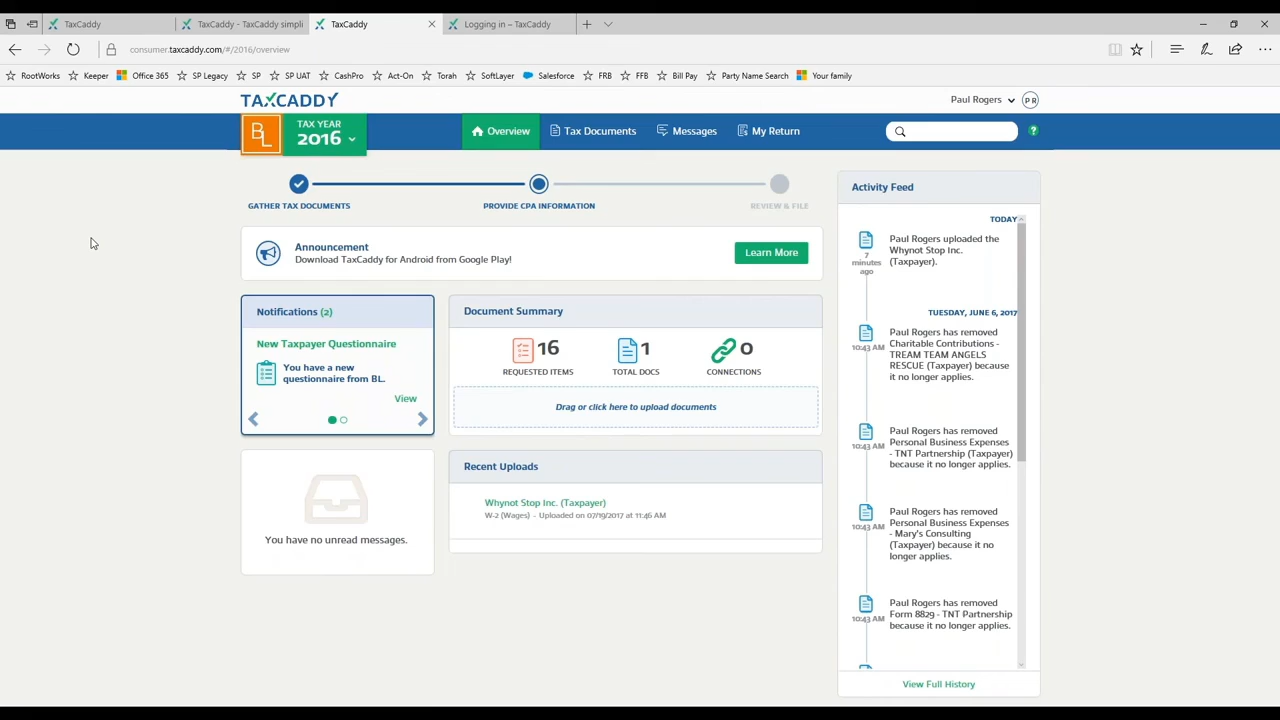 TaxCaddy
TaxCaddy - TaxCaddy simpli
TaxCaddy
Logging in – TaxCaddy
consumer.taxcaddy.com/#/2016/overview
RootWorks
Keeper
Office 365
SP Legacy
SP
SP UAT
CashPro
Act-On
Torah
SoftLayer
Salesforce
FRB
FFB
Bill Pay
Party Name Search
Your family
TAXCADDY
Paul Rogers
PR
BL
TAX YEAR
2016
Overview
Tax Documents
Messages
My Return
?
GATHER TAX DOCUMENTS
PROVIDE CPA INFORMATION
REVIEW & FILE
Announcement
Download TaxCaddy for Android from Google Play!
Learn More
Notifications (2)
New Taxpayer Questionnaire
You have a new
questionnaire from BL.
View
You have no unread messages.
Document Summary
16
REQUESTED ITEMS
1
TOTAL DOCS
0
CONNECTIONS
Drag or click here to upload documents
Recent Uploads
Whynot Stop Inc. (Taxpayer)
W-2 (Wages) - Uploaded on 07/19/2017 at 11:46 AM
Activity Feed
TODAY
7
minutes
ago
Paul Rogers uploaded the
Whynot Stop Inc.
(Taxpayer).
TUESDAY, JUNE 6, 2017
10:43 AM
Paul Rogers has removed
Charitable Contributions -
TREAM TEAM ANGELS
RESCUE (Taxpayer) because
it no longer applies.
10:43 AM
Paul Rogers has removed
Personal Business Expenses
- TNT Partnership (Taxpayer)
because it no longer applies.
10:43 AM
Paul Rogers has removed
Personal Business Expenses
- Mary's Consulting
(Taxpayer) because it no
longer applies.
10:43 AM
Paul Rogers has removed
Form 8829 - TNT Partnership
because it no longer applies.
View Full History